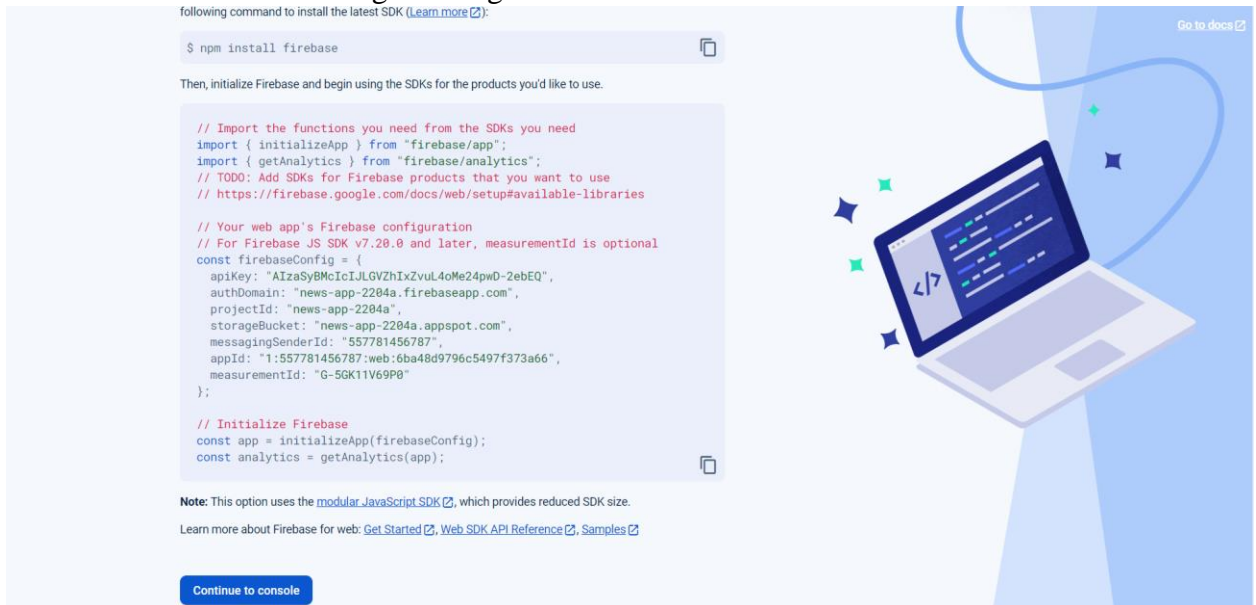 following command to install the latest SDK (Learn more):
Go to docs
$ npm install firebase
Then, initialize Firebase and begin using the SDKs for the products you'd like to use.
// Import the functions you need from the SDKs you need
import { initializeApp } from "firebase/app";
import { getAnalytics } from "firebase/analytics";
// TODO: Add SDKs for Firebase products that you want to use
// https://firebase.google.com/docs/web/setup#available-libraries
// Your web app's Firebase configuration
// For Firebase JS SDK v7.20.0 and later, measurementId is optional
const firebaseConfig = {
apiKey: "AIzaSyBMcIcIJLGVZhIxZvuL4oMe24pwD-2ebEQ",
authDomain: "news-app-2204a.firebaseapp.com",
projectId: "news-app-2204a",
storageBucket: "news-app-2204a.appspot.com",
messagingSenderId: "557781456787",
appId: "1:557781456787:web:6ba48d9796c5497f373a66",
measurementId: "G-5GK11V69P0"
};
// Initialize Firebase
const app = initializeApp(firebaseConfig);
const analytics = getAnalytics(app);
Note: This option uses the modular JavaScript SDK, which provides reduced SDK size.
Learn more about Firebase for web: Get Started, Web SDK API Reference, Samples
Continue to console